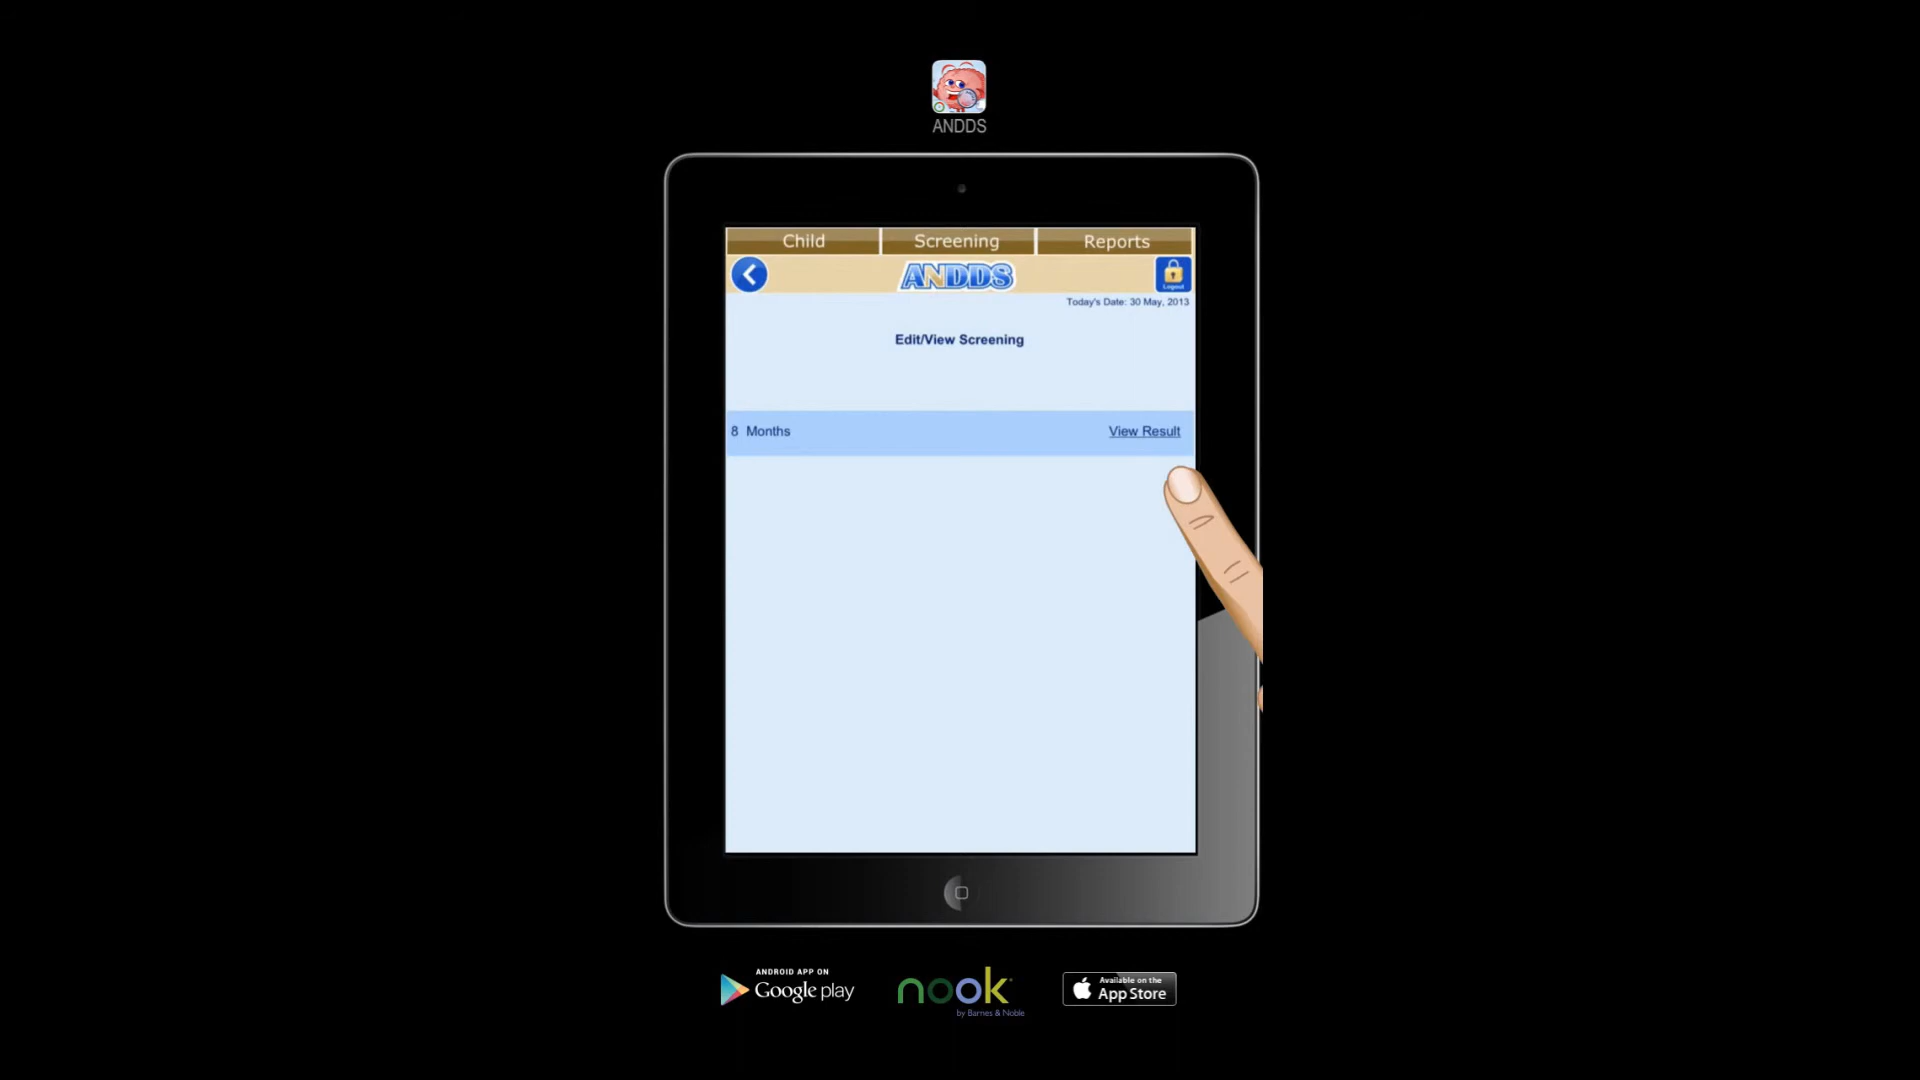 ANDDS
Child
Screening
Reports
ANDDS
Logout
Today's Date: 30 May, 2013
Edit/View Screening
8 Months
View Result
ANDROID APP ON
Google play
nook
by Barnes & Noble
Available on the
App Store